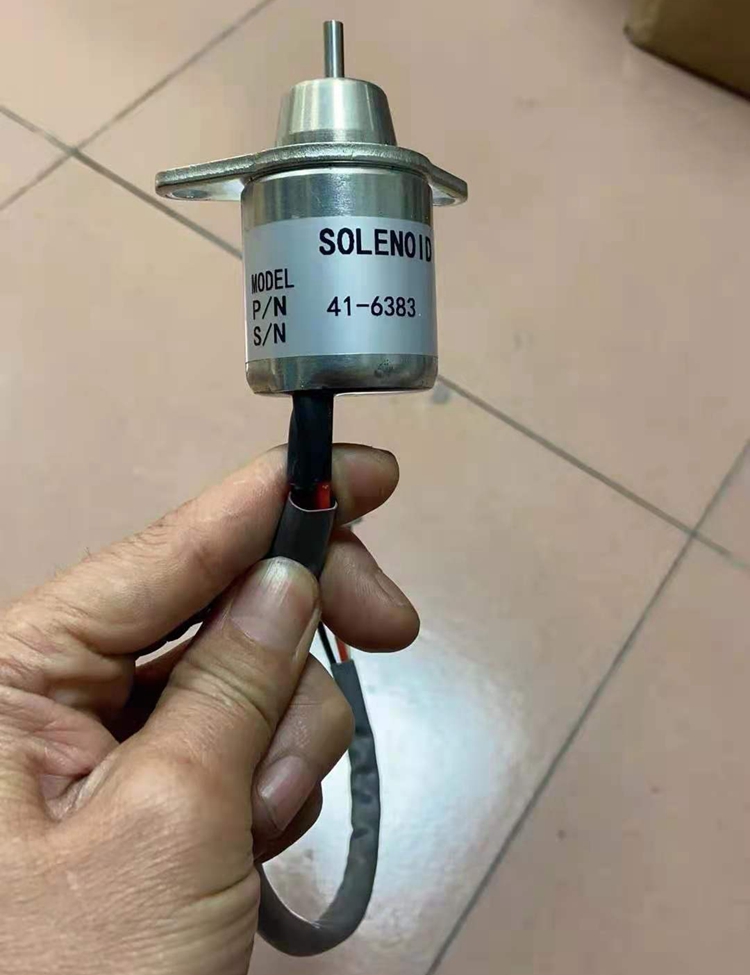 SOLENOID
MODEL
P/N 41-6383
S/N